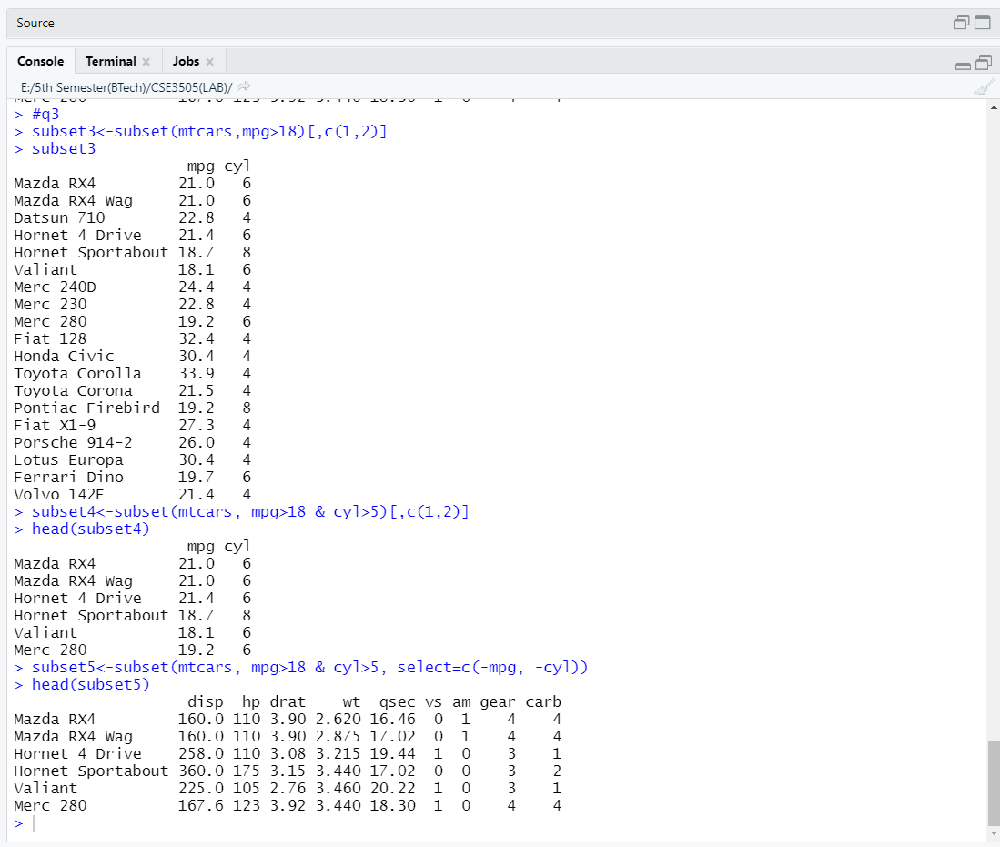 Source
Console Terminal Jobs
E:/5th Semester(BTech)/CSE3505(LAB)/
> #q3
> subset3<-subset(mtcars,mpg>18)[,c(1,2)]
> subset3
                   mpg cyl
Mazda RX4         21.0   6
Mazda RX4 Wag     21.0   6
Datsun 710        22.8   4
Hornet 4 Drive    21.4   6
Hornet Sportabout 18.7   8
Valiant           18.1   6
Merc 240D         24.4   4
Merc 230          22.8   4
Merc 280          19.2   6
Fiat 128          32.4   4
Honda Civic       30.4   4
Toyota Corolla    33.9   4
Toyota Corona     21.5   4
Pontiac Firebird  19.2   8
Fiat X1-9         27.3   4
Porsche 914-2     26.0   4
Lotus Europa      30.4   4
Ferrari Dino      19.7   6
Volvo 142E        21.4   4
> subset4<-subset(mtcars, mpg>18 & cyl>5)[,c(1,2)]
> head(subset4)
                   mpg cyl
Mazda RX4         21.0   6
Mazda RX4 Wag     21.0   6
Hornet 4 Drive    21.4   6
Hornet Sportabout 18.7   8
Valiant           18.1   6
Merc 280          19.2   6
> subset5<-subset(mtcars, mpg>18 & cyl>5, select=c(-mpg, -cyl))
> head(subset5)
                   disp  hp drat    wt  qsec vs am gear carb
Mazda RX4         160.0 110 3.90 2.620 16.46  0  1    4    4
Mazda RX4 Wag     160.0 110 3.90 2.875 17.02  0  1    4    4
Hornet 4 Drive    258.0 110 3.08 3.215 19.44  1  0    3    1
Hornet Sportabout 360.0 175 3.15 3.440 17.02  0  0    3    2
Valiant           225.0 105 2.76 3.460 20.22  1  0    3    1
Merc 280          167.6 123 3.92 3.440 18.30  1  0    4    4
>